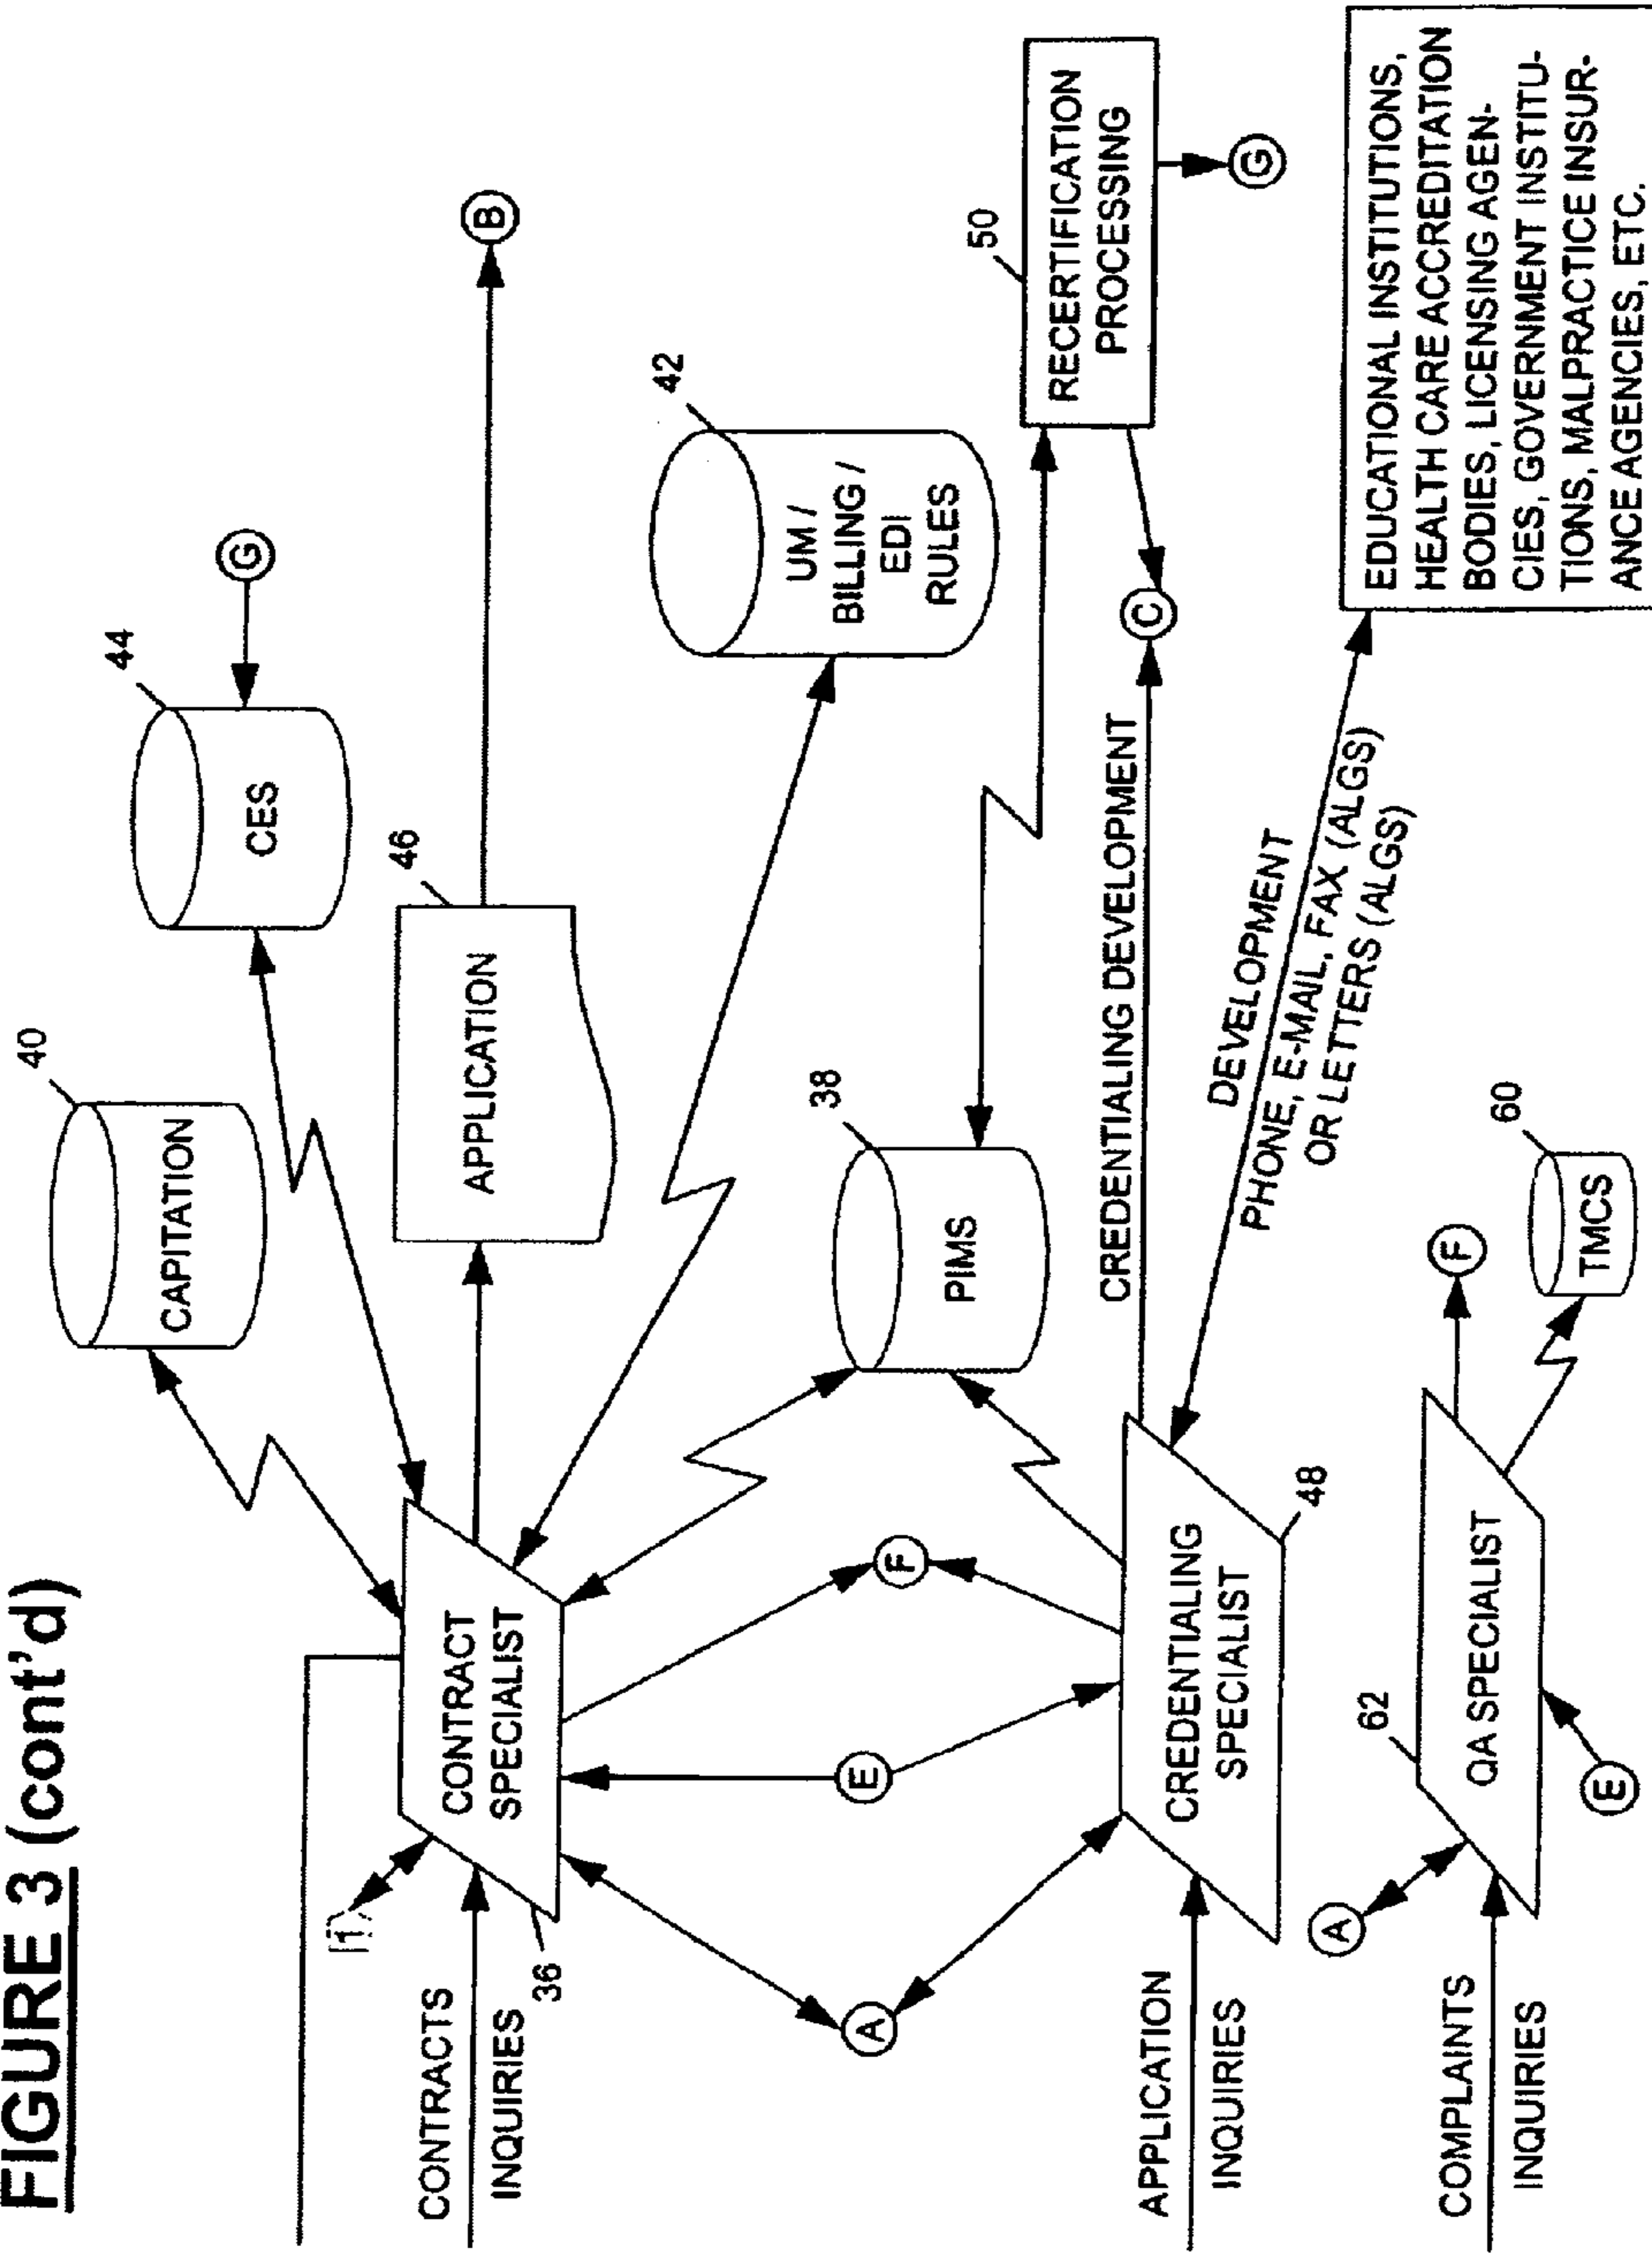 FIGURE 3 (cont'd)
40
CAPITATION
44
CES
G
11
CONTRACTS
INQUIRIES
36
CONTRACT
SPECIALIST
46
APPLICATION
B
42
UM /
BILLING /
EDI
RULES
A
E
F
38
PIMS
50
RECERTIFICATION
PROCESSING
G
C
APPLICATION
INQUIRIES
CREDENTIALING
SPECIALIST
48
CREDENTIALING DEVELOPMENT
DEVELOPMENT
PHONE, E-MAIL, FAX (ALGS)
OR LETTERS (ALGS)
EDUCATIONAL INSTITUTIONS,
HEALTH CARE ACCREDITATION
BODIES, LICENSING AGEN-
CIES, GOVERNMENT INSTITU-
TIONS, MALPRACTICE INSUR-
ANCE AGENCIES, ETC.
A
62
COMPLAINTS
INQUIRIES
QA SPECIALIST
E
F
60
TMCS